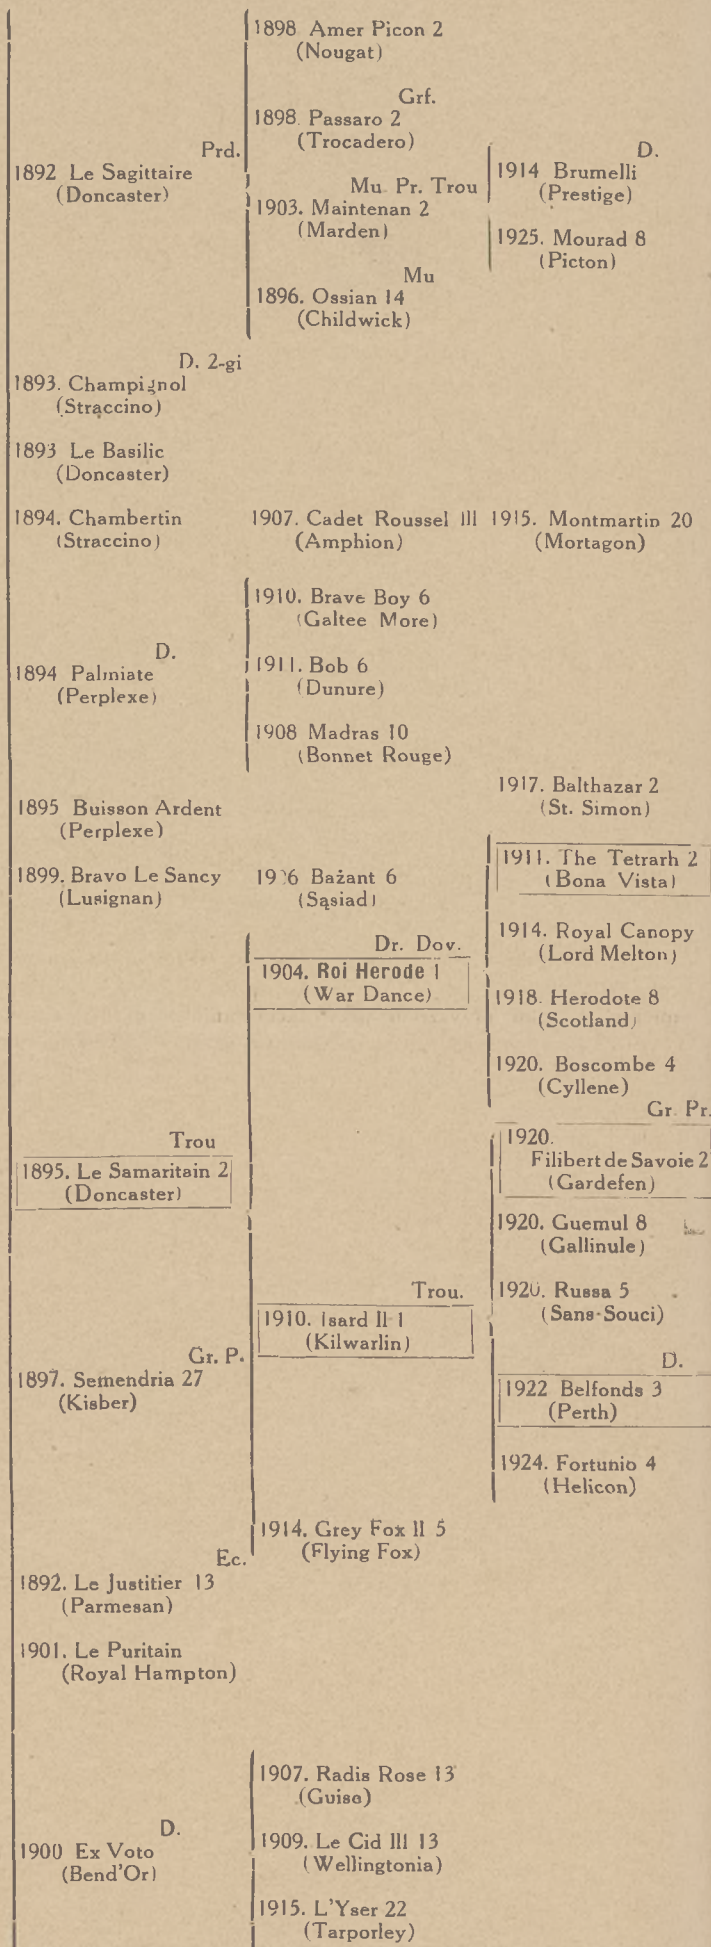 1898 Amer Picon 2
(Nougat)
Grf.
1898. Passaro 2
(Trocadero)
Prd.
1892 Le Sagittaire
(Doncaster)
D.
1914 Brumelli
(Prestige)
Mu. Pr. Trou
1903. Maintenan 2
(Marden)
1925. Mourad 8
(Picton)
Mu
1896. Ossian 14
(Childwick)
D. 2-gi
1893. Champignol
(Straccino)
1893 Le Basilic
(Doncaster)
1894. Chambertin
(Straccino)
1907. Cadet Roussel III
(Amphion)
1915. Montmartin 20
(Mortagon)
1910. Brave Boy 6
(Galtee More)
D.
1894 Palmiate
(Perplexe)
1911. Bob 6
(Dunure)
1908 Madras 10
(Bonnet Rouge)
1917. Balthazar 2
(St. Simon)
1895 Buisson Ardent
(Perplexe)
1911. The Tetrarh 2
(Bona Vista)
1899. Bravo Le Sancy
(Lusignan)
1906 Bażant 6
(Sąsiad)
1914. Royal Canopy
(Lord Melton)
Dr. Dov.
1904. Roi Herode 1
(War Dance)
1918. Herodote 8
(Scotland)
1920. Boscombe 4
(Cyllene)
Gr. Pr.
1920.
Filibert de Savoie 2
(Gardefen)
Trou
1895. Le Samaritain 2
(Doncaster)
1920. Guemul 8
(Gallinule)
1920. Russa 5
(Sans-Souci)
Trou.
1910. Isard II 1
(Kilwarlin)
Gr. P.
1897. Semendria 27
(Kisber)
D.
1922 Belfonds 3
(Perth)
1924. Fortunio 4
(Helicon)
1914. Grey Fox II 5
(Flying Fox)
Ec.
1892. Le Justitier 13
(Parmesan)
1901. Le Puritain
(Royal Hampton)
1907. Radis Rose 13
(Guise)
D.
1900 Ex Voto
(Bend'Or)
1909. Le Cid III 13
(Wellingtonia)
1915. L'Yser 22
(Tarporley)